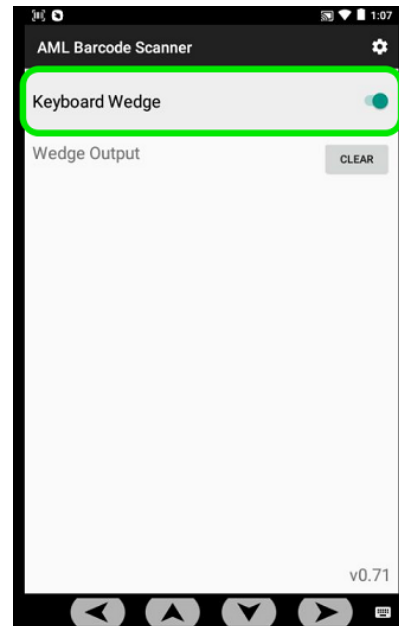 1:07
AML Barcode Scanner
Keyboard Wedge
Wedge Output
CLEAR
v0.71